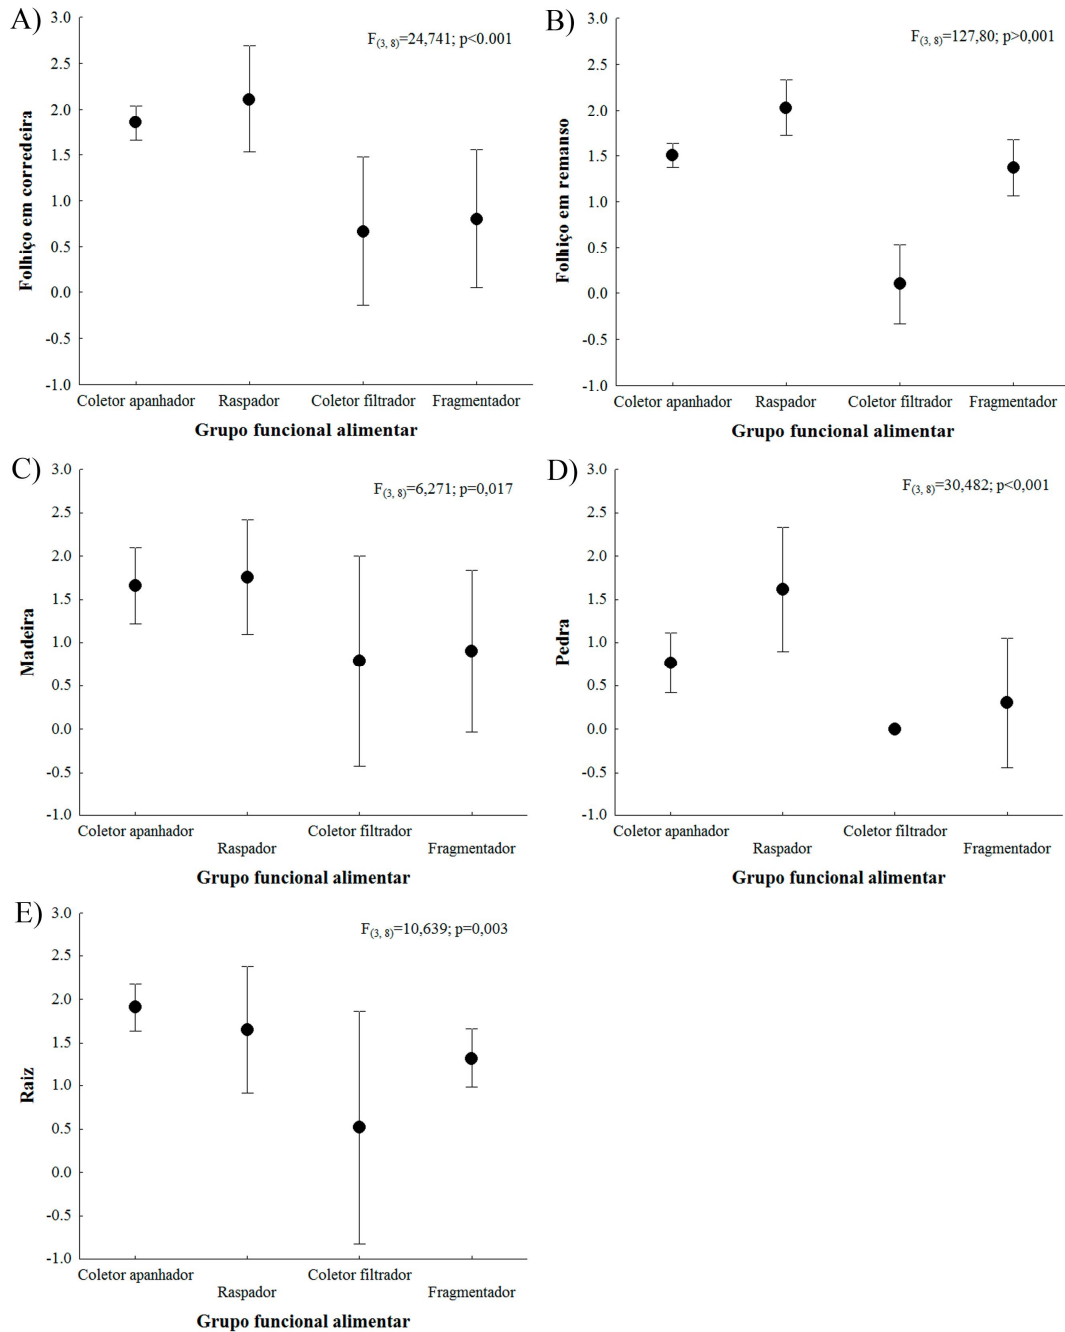 A)
F(3, 8)=24,741; p<0.001
Folhiço em corredeira
3.0
2.5
2.0
1.5
1.0
0.5
0.0
-0.5
-1.0
Coletor apanhador Raspador Coletor filtrador Fragmentador
Grupo funcional alimentar
B)
F(3, 8)=127,80; p>0,001
Folhiço em remanso
3.0
2.5
2.0
1.5
1.0
0.5
0.0
-0.5
-1.0
Coletor apanhador Raspador Coletor filtrador Fragmentador
Grupo funcional alimentar
C)
F(3, 8)=6,271; p=0,017
Madeira
3.0
2.5
2.0
1.5
1.0
0.5
0.0
-0.5
-1.0
Coletor apanhador Coletor filtrador
Raspador Fragmentador
Grupo funcional alimentar
D)
F(3, 8)=30,482; p<0,001
Pedra
3.0
2.5
2.0
1.5
1.0
0.5
0.0
-0.5
-1.0
Coletor apanhador Coletor filtrador
Raspador Fragmentador
Grupo funcional alimentar
E)
F(3, 8)=10,639; p=0,003
Raiz
3.0
2.5
2.0
1.5
1.0
0.5
0.0
-0.5
-1.0
Coletor apanhador Coletor filtrador
Raspador Fragmentador
Grupo funcional alimentar